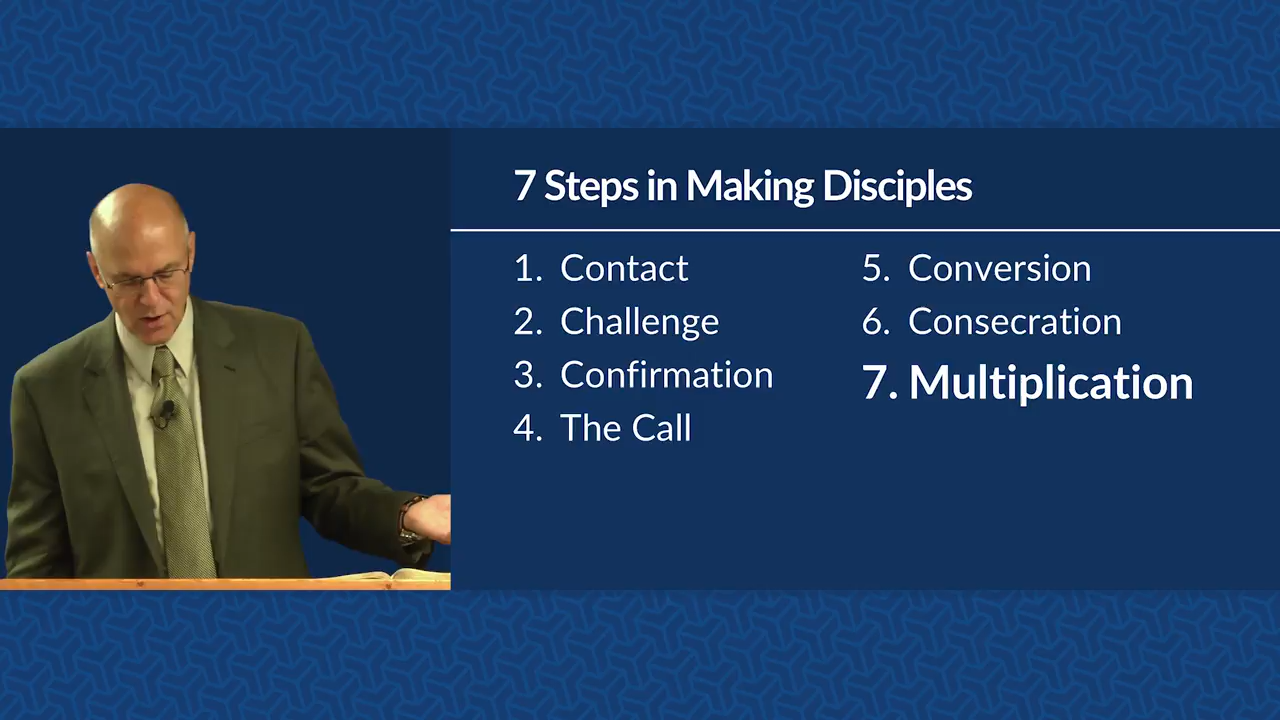 7 Steps in Making Disciples
1. Contact
2. Challenge
3. Confirmation
4. The Call
5. Conversion
6. Consecration
7. Multiplication